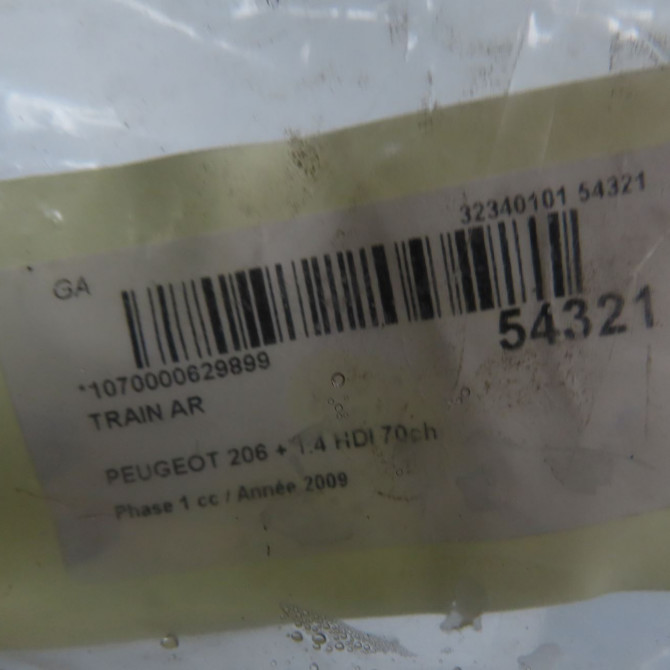 32340101 54321
GA
54321
*1070000629899
TRAIN AR
PEUGEOT 206 + 1.4 HDI 70ch
Phase 1 cc / Année 2009